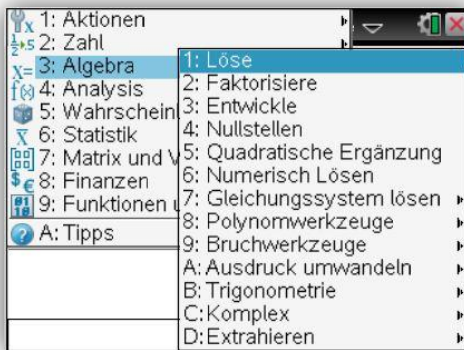 1: Aktionen
2: Zahl
3: Algebra
4: Analysis
5: Wahrscheinl
6: Statistik
7: Matrix und V
8: Finanzen
9: Funktionen u
A: Tipps
1: Löse
2: Faktorisiere
3: Entwickle
4: Nullstellen
5: Quadratische Ergänzung
6: Numerisch Lösen
7: Gleichungssystem lösen
8: Polynomwerkzeuge
9: Bruchwerkzeuge
A: Ausdruck umwandeln
B: Trigonometrie
C: Komplex
D: Extrahieren